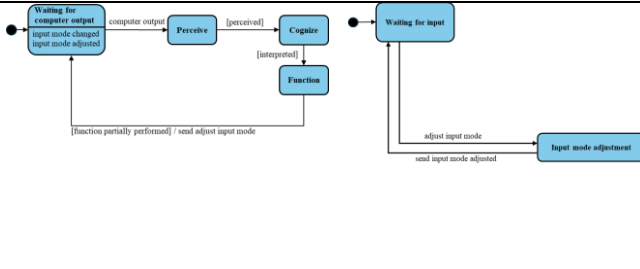 Waiting for
computer output
input mode changed
input mode adjusted
computer output
Perceive
[perceived]
Cognize
[interpreted]
Function
[function partially performed] / send adjust input mode
Waiting for input
adjust input mode
send input mode adjusted
Input mode adjustment